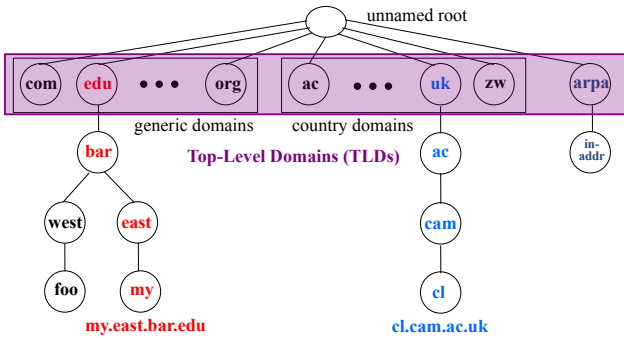 unnamed root
com edu • • • org ac • • • uk zw arpa
generic domains country domains
bar Top-Level Domains (TLDs) ac in-
addr
west east cam
foo my cl
my.east.bar.edu cl.cam.ac.uk